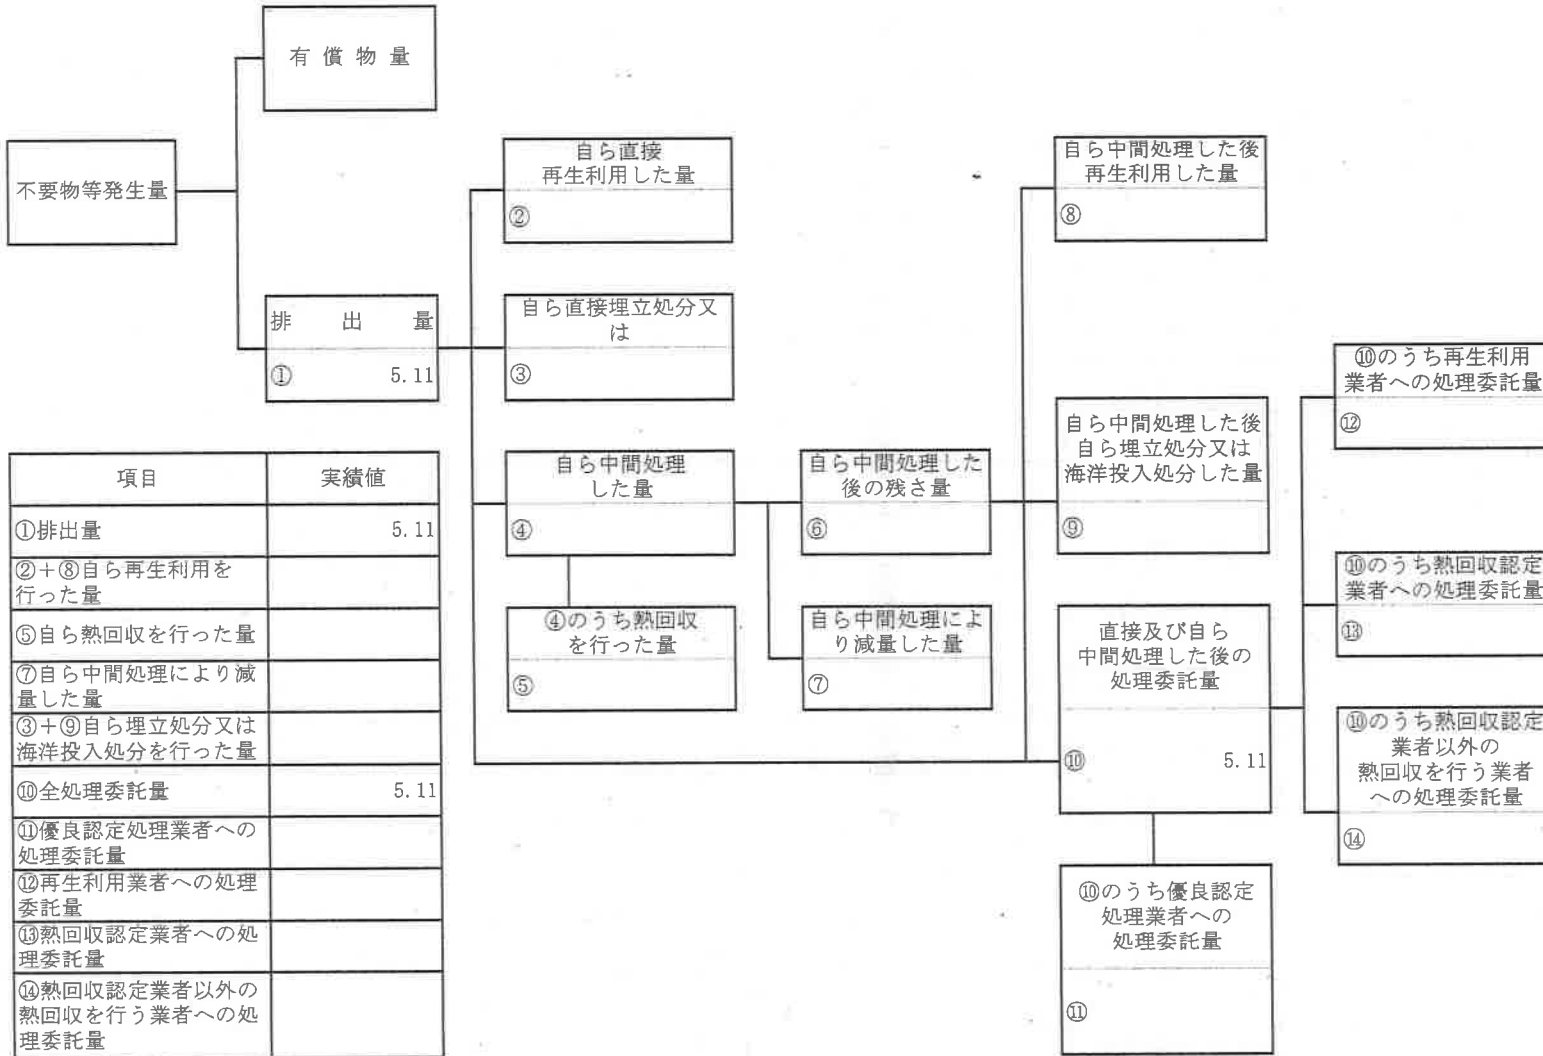 有償物量
不要物等発生量
排出量
① 5.11
自ら直接
再生利用した量
②
自ら直接埋立処分又
は
③
自ら中間処理
した量
④
④のうち熱回収
を行った量
⑤
自ら中間処理した
後の残さ量
⑥
自ら中間処理によ
り減量した量
⑦
自ら中間処理した後
再生利用した量
⑧
自ら中間処理した後
自ら埋立処分又は
海洋投入処分した量
⑨
直接及び自ら
中間処理した後の
処理委託量
⑩ 5.11
⑩のうち優良認定
処理業者への
処理委託量
⑪
⑩のうち再生利用
業者への処理委託量
⑫
⑩のうち熱回収認定
業者への処理委託量
⑬
⑩のうち熱回収認定
業者以外の
熱回収を行う業者
への処理委託量
⑭
項目 実績値
①排出量 5.11
②+⑧自ら再生利用を
行った量
⑤自ら熱回収を行った量
⑦自ら中間処理により減
量した量
③+⑨自ら埋立処分又は
海洋投入処分を行った量
⑩全処理委託量 5.11
⑪優良認定処理業者への
処理委託量
⑫再生利用業者への処理
委託量
⑬熱回収認定業者への処
理委託量
⑭熱回収認定業者以外の
熱回収を行う業者への処
理委託量